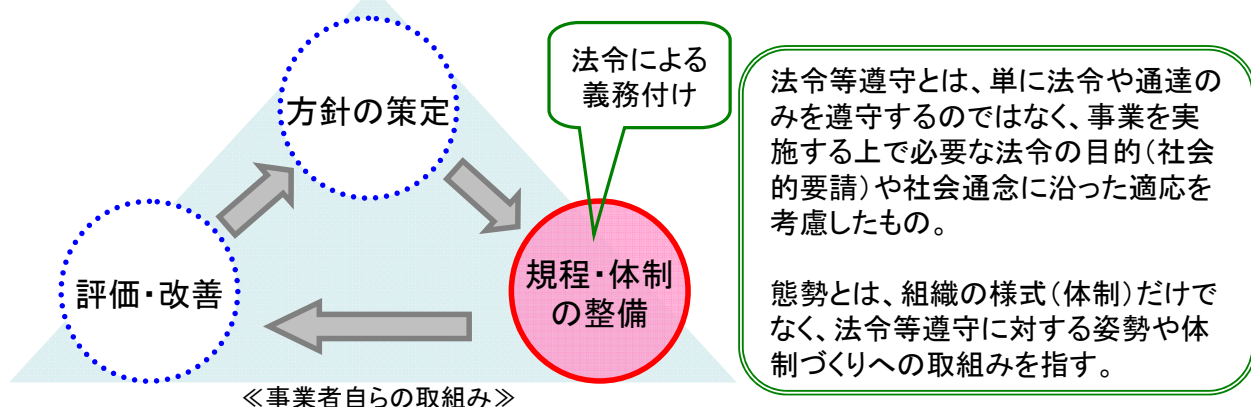 法令による
義務付け
方針の策定
規程・体制
の整備
評価・改善
≪事業者自らの取組み≫
法令等遵守とは、単に法令や通達の
みを遵守するのではなく、事業を実
施する上で必要な法令の目的（社会
的要請）や社会通念に沿った適応を
考慮したもの。
態勢とは、組織の様式（体制）だけで
なく、法令等遵守に対する姿勢や体
制づくりへの取組みを指す。